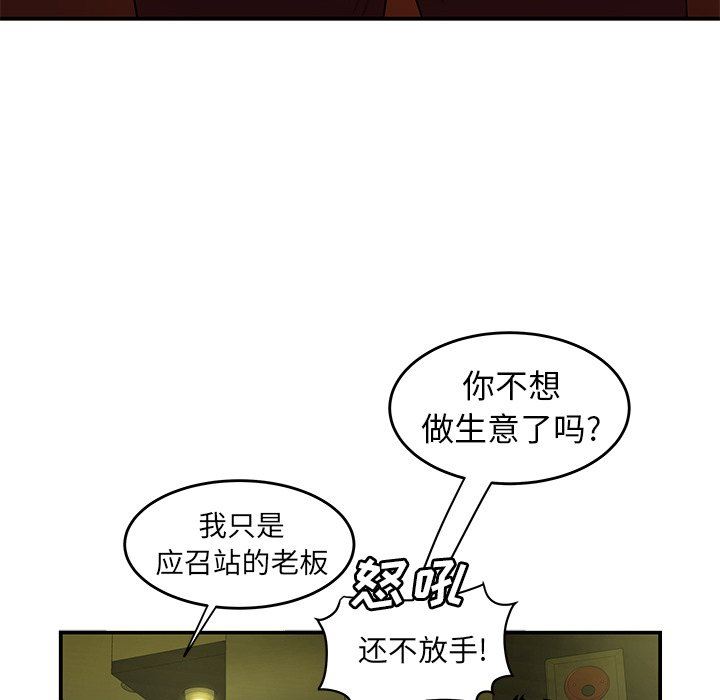 你不想
做生意了吗?
我只是
应召站的老板
怒吼
还不放手!